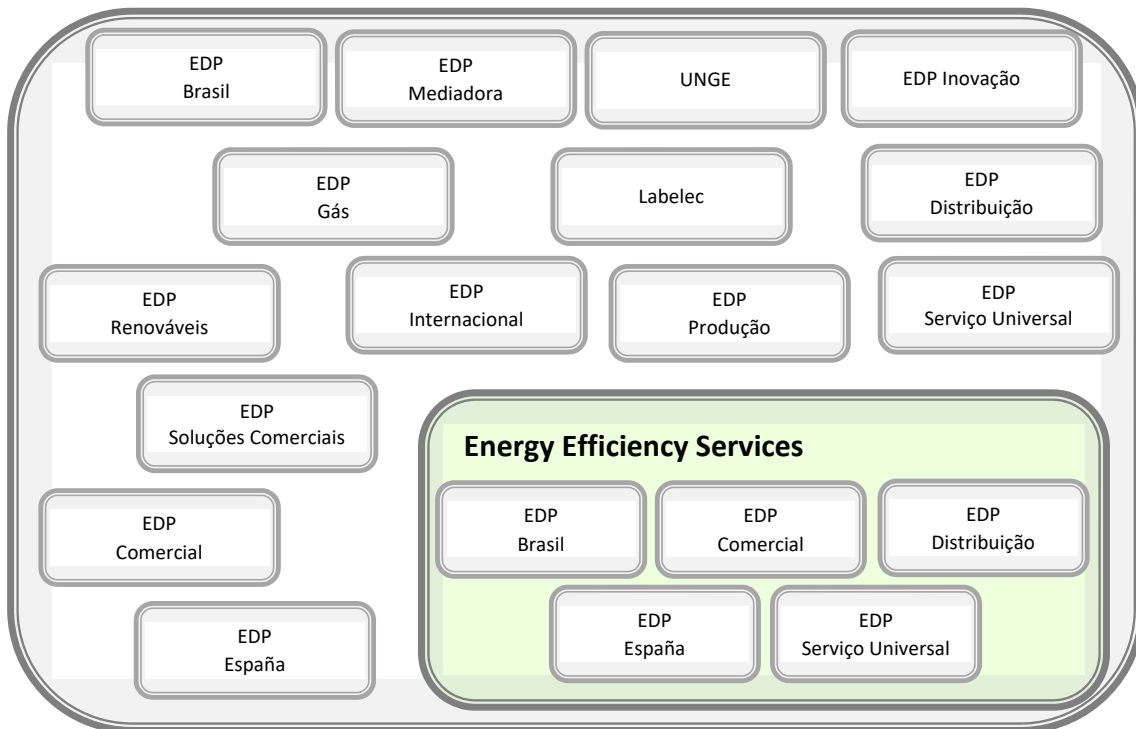 EDP
Brasil
EDP
Mediadora
UNGE
EDP Inovação
EDP
Gás
Labelec
EDP
Distribuição
EDP
Renováveis
EDP
Internacional
EDP
Produção
EDP
Serviço Universal
EDP
Soluções Comerciais
EDP
Comercial
EDP
España
Energy Efficiency Services
EDP
Brasil
EDP
Comercial
EDP
Distribuição
EDP
España
EDP
Serviço Universal